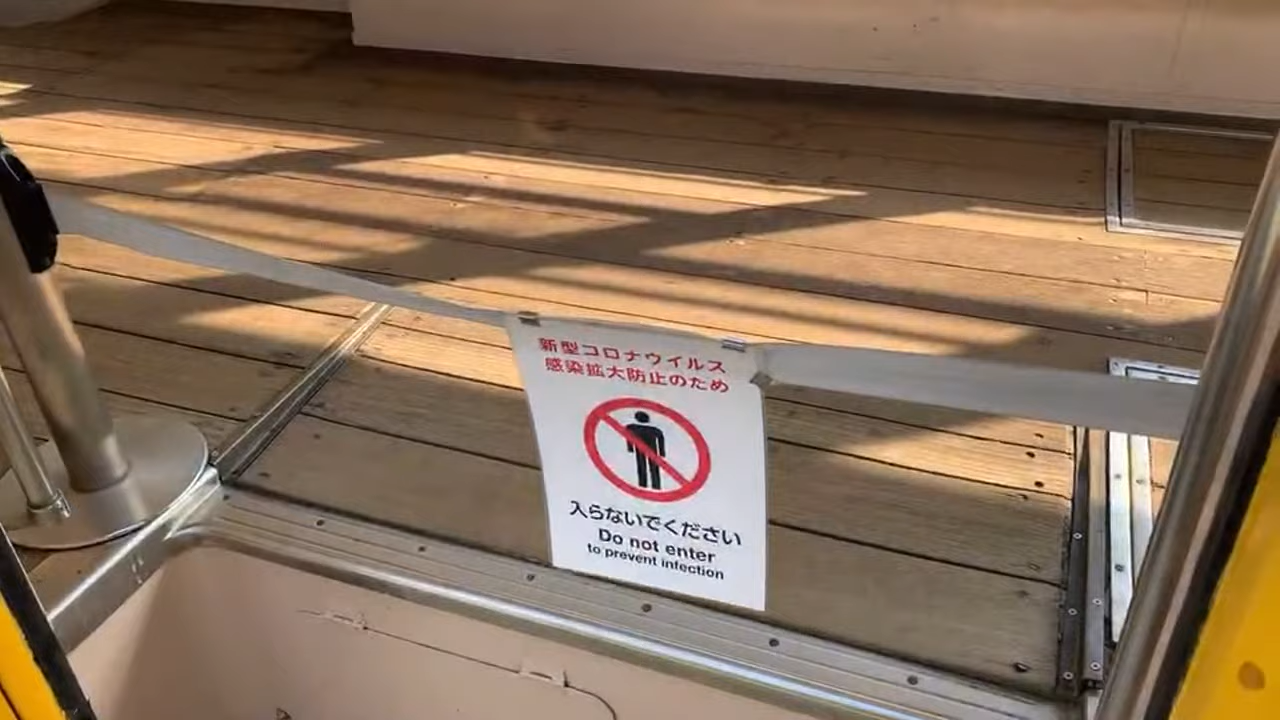 新型コロナウイルス
感染拡大防止のため
入らないでください
Do not enter
to prevent infection